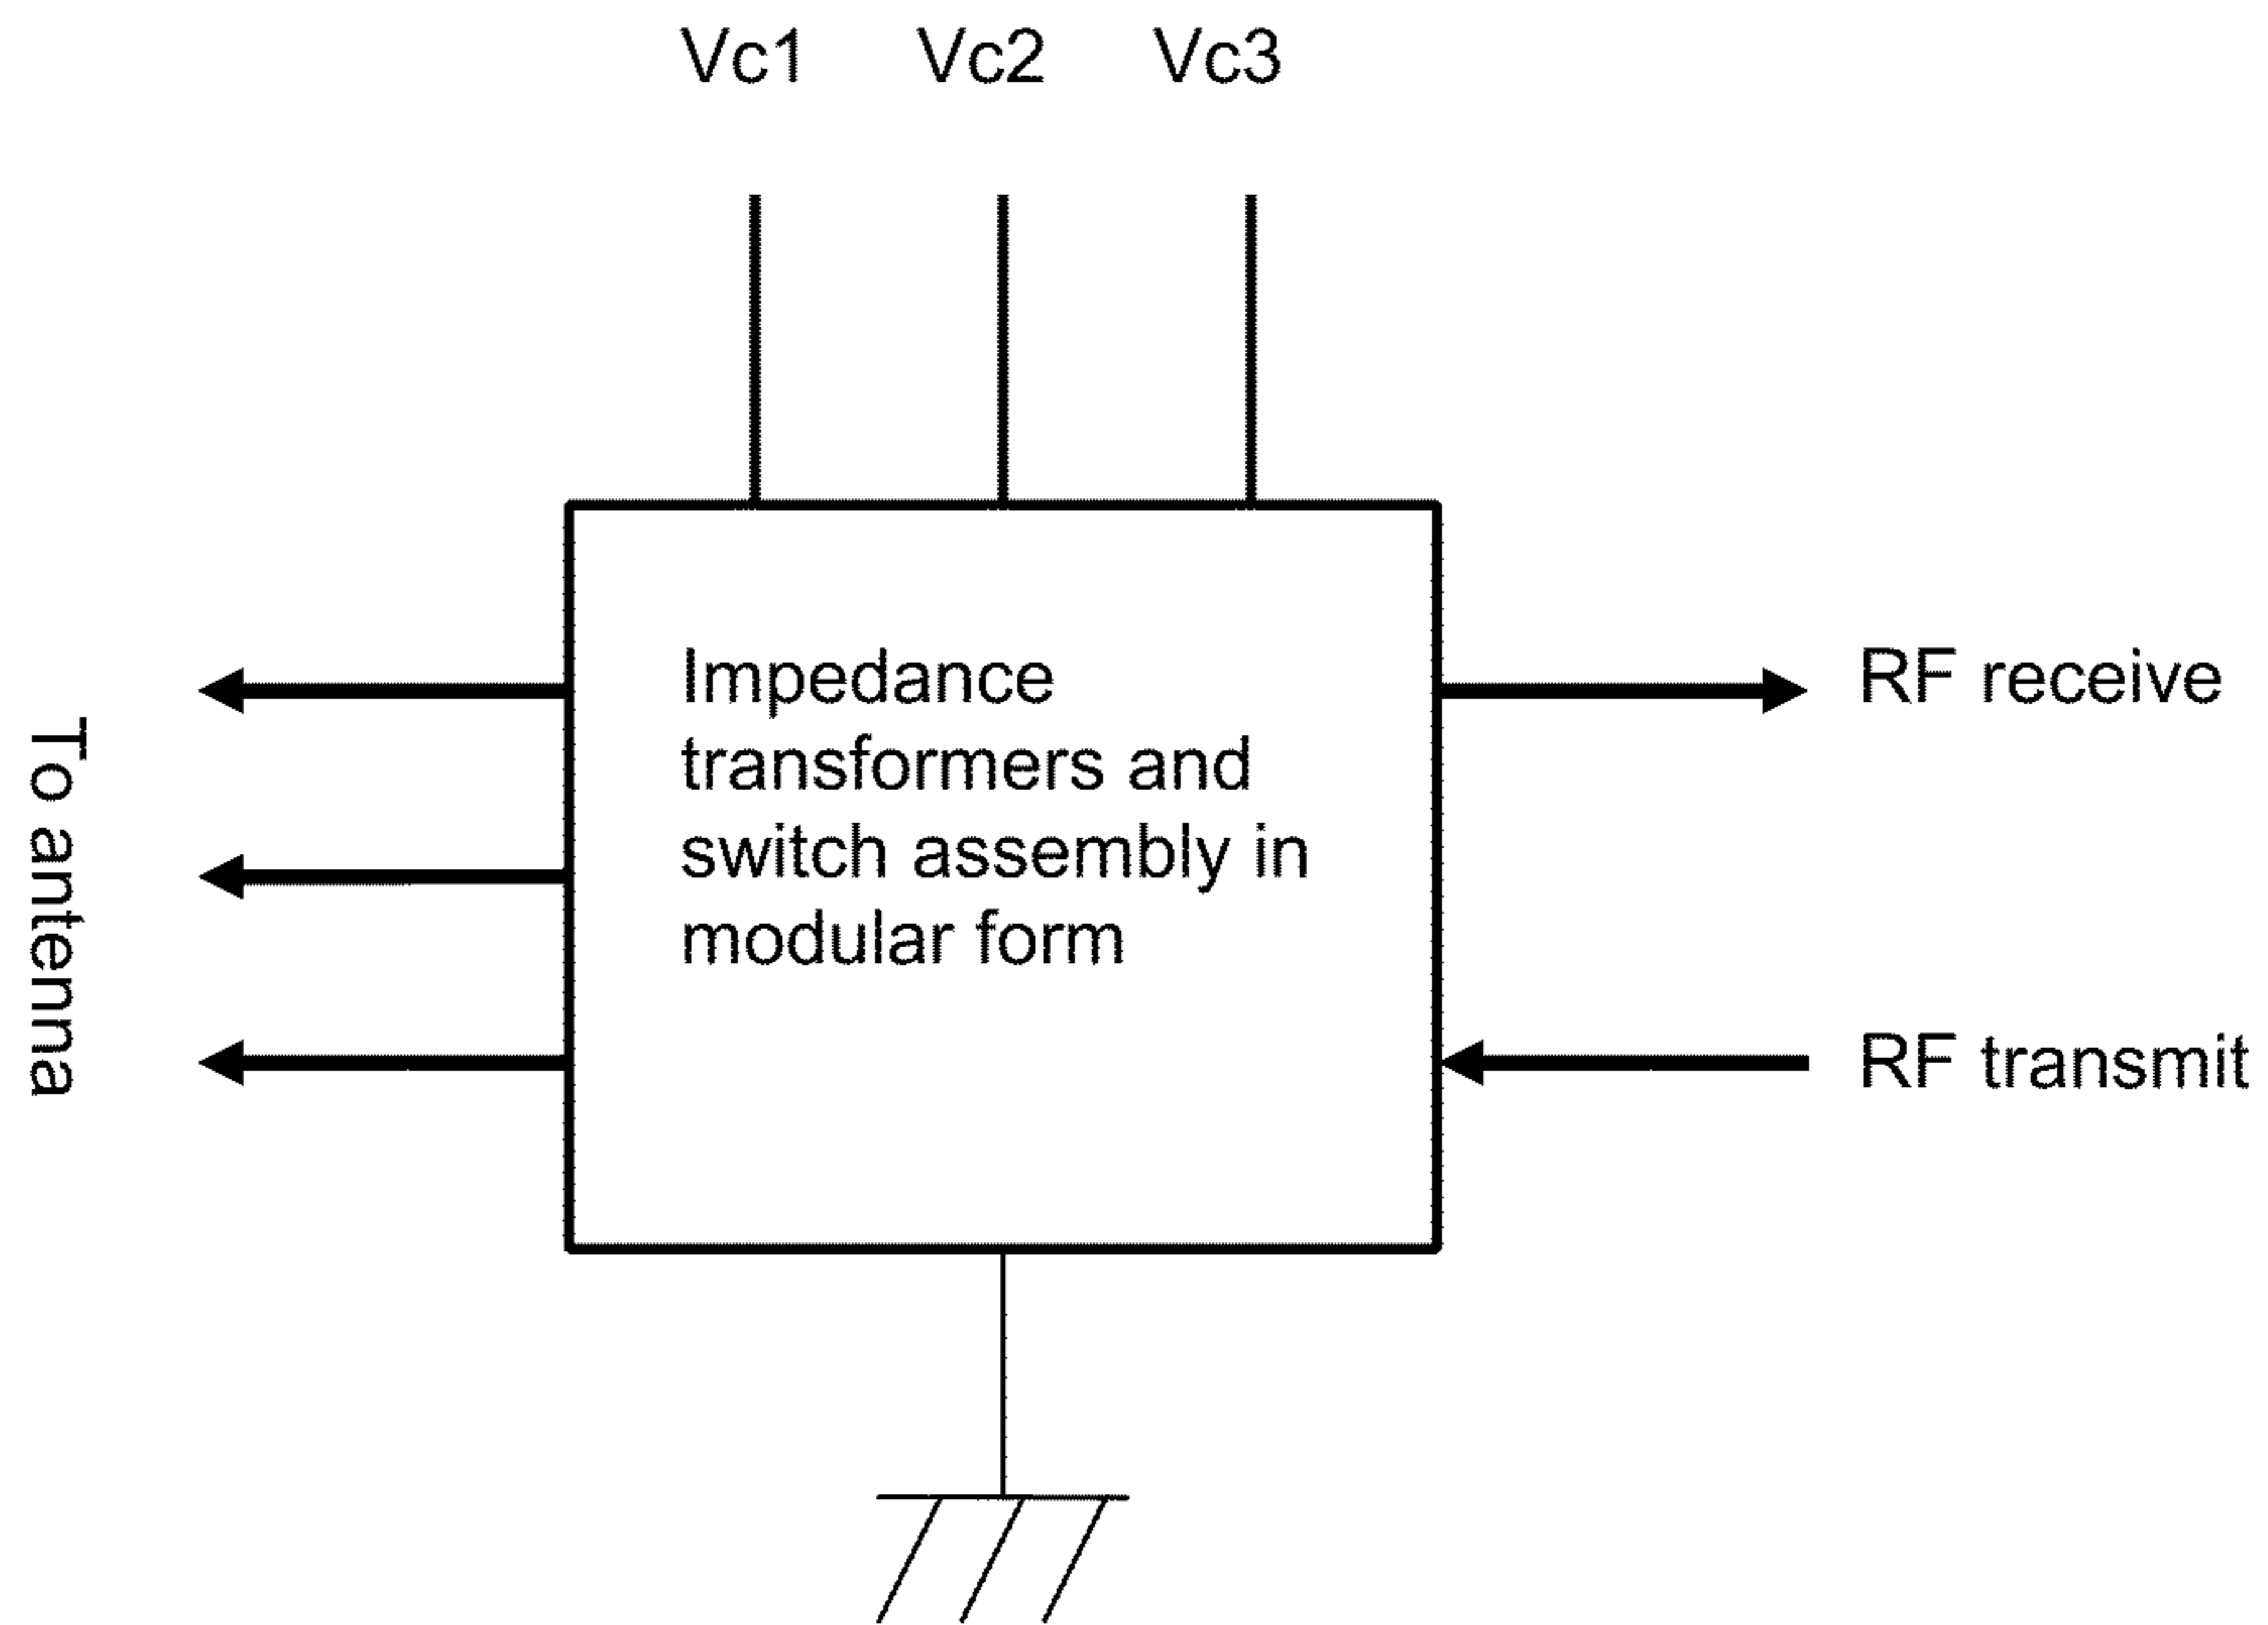 Vc1 Vc2 Vc3
Impedance
transformers and
switch assembly in
modular form
RF receive
RF transmit
To antenna